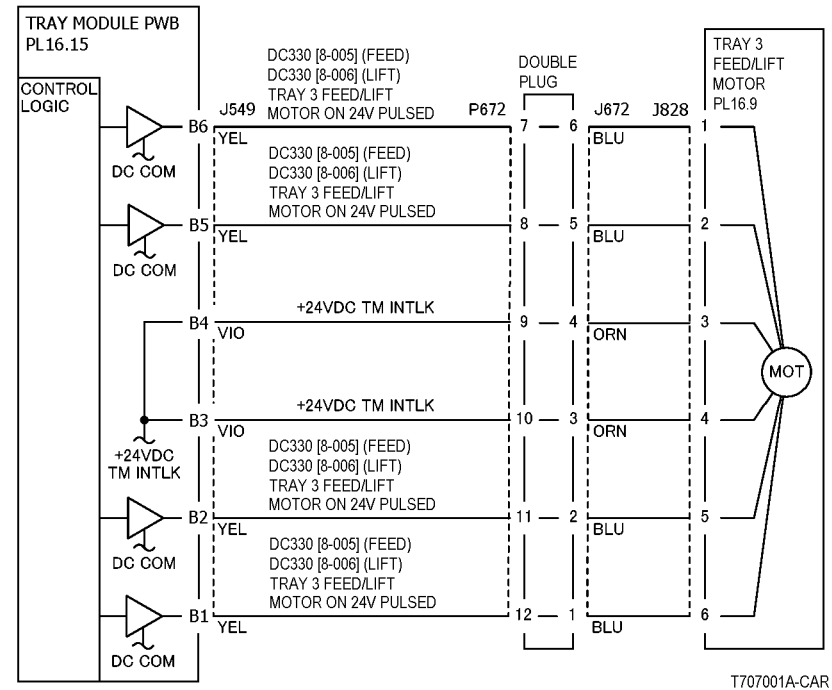 TRAY MODULE PWB
PL16.15
CONTROL
LOGIC
DC330 [8-005] (FEED)
DC330 [8-006] (LIFT)
TRAY 3 FEED/LIFT
MOTOR ON 24V PULSED
DOUBLE
PLUG
TRAY 3
FEED/LIFT
MOTOR
PL16.9
J549
P672
J672
J828
B6
YEL
7
6
BLU
1
DC COM
DC330 [8-005] (FEED)
DC330 [8-006] (LIFT)
TRAY 3 FEED/LIFT
MOTOR ON 24V PULSED
B5
YEL
8
5
BLU
2
DC COM
+24VDC TM INTLK
B4
VIO
9
4
ORN
3
MOT
+24VDC TM INTLK
B3
VIO
10
3
ORN
4
+24VDC
TM INTLK
DC330 [8-005] (FEED)
DC330 [8-006] (LIFT)
TRAY 3 FEED/LIFT
MOTOR ON 24V PULSED
B2
YEL
11
2
BLU
5
DC COM
DC330 [8-005] (FEED)
DC330 [8-006] (LIFT)
TRAY 3 FEED/LIFT
MOTOR ON 24V PULSED
B1
YEL
12
1
BLU
6
DC COM
T707001A-CAR